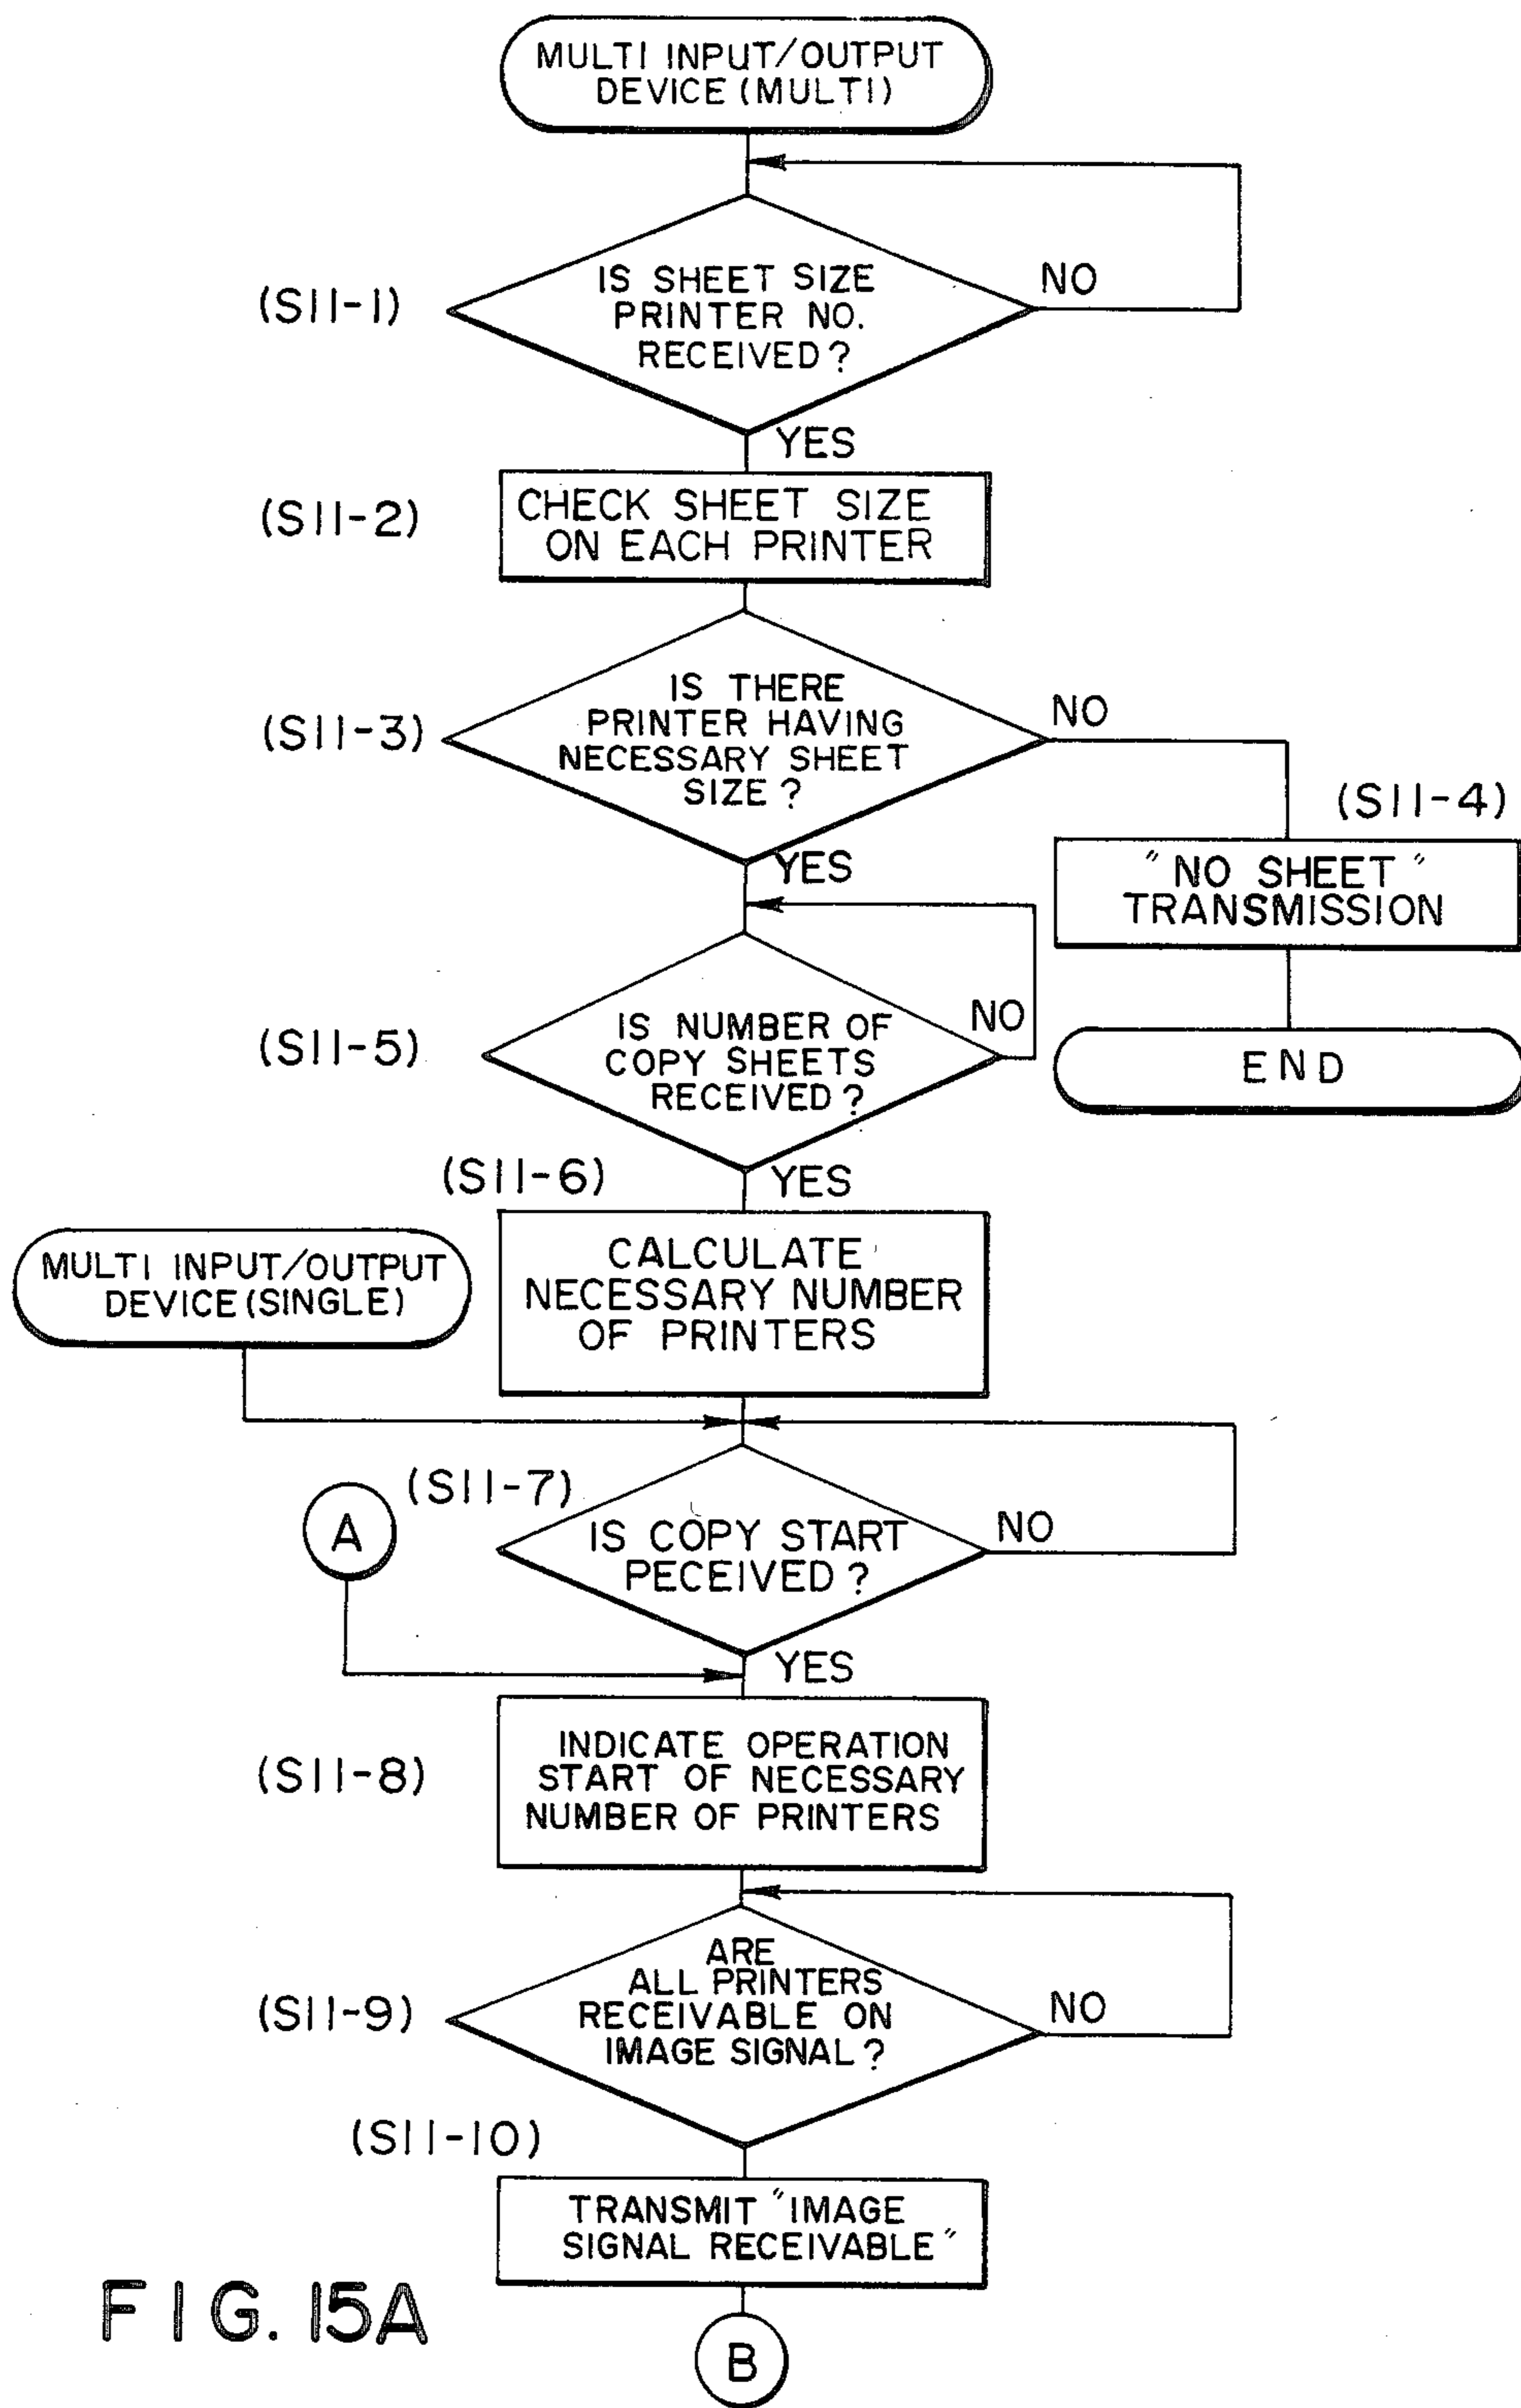 MULTI INPUT/OUTPUT
DEVICE (MULTI)
(S11-1)
IS SHEET SIZE
PRINTER NO.
RECEIVED?
NO
YES
(S11-2)
CHECK SHEET SIZE
ON EACH PRINTER
(S11-3)
IS THERE
PRINTER HAVING
NECESSARY SHEET
SIZE?
NO
YES
(S11-4)
"NO SHEET"
TRANSMISSION
END
(S11-5)
IS NUMBER OF
COPY SHEETS
RECEIVED?
NO
YES
(S11-6)
CALCULATE
NECESSARY NUMBER
OF PRINTERS
MULTI INPUT/OUTPUT
DEVICE (SINGLE)
(S11-7)
IS COPY START
PECEIVED?
NO
YES
A
(S11-8)
INDICATE OPERATION
START OF NECESSARY
NUMBER OF PRINTERS
(S11-9)
ARE
ALL PRINTERS
RECEIVABLE ON
IMAGE SIGNAL?
NO
(S11-10)
TRANSMIT "IMAGE
SIGNAL RECEIVABLE"
B
FIG. 15A